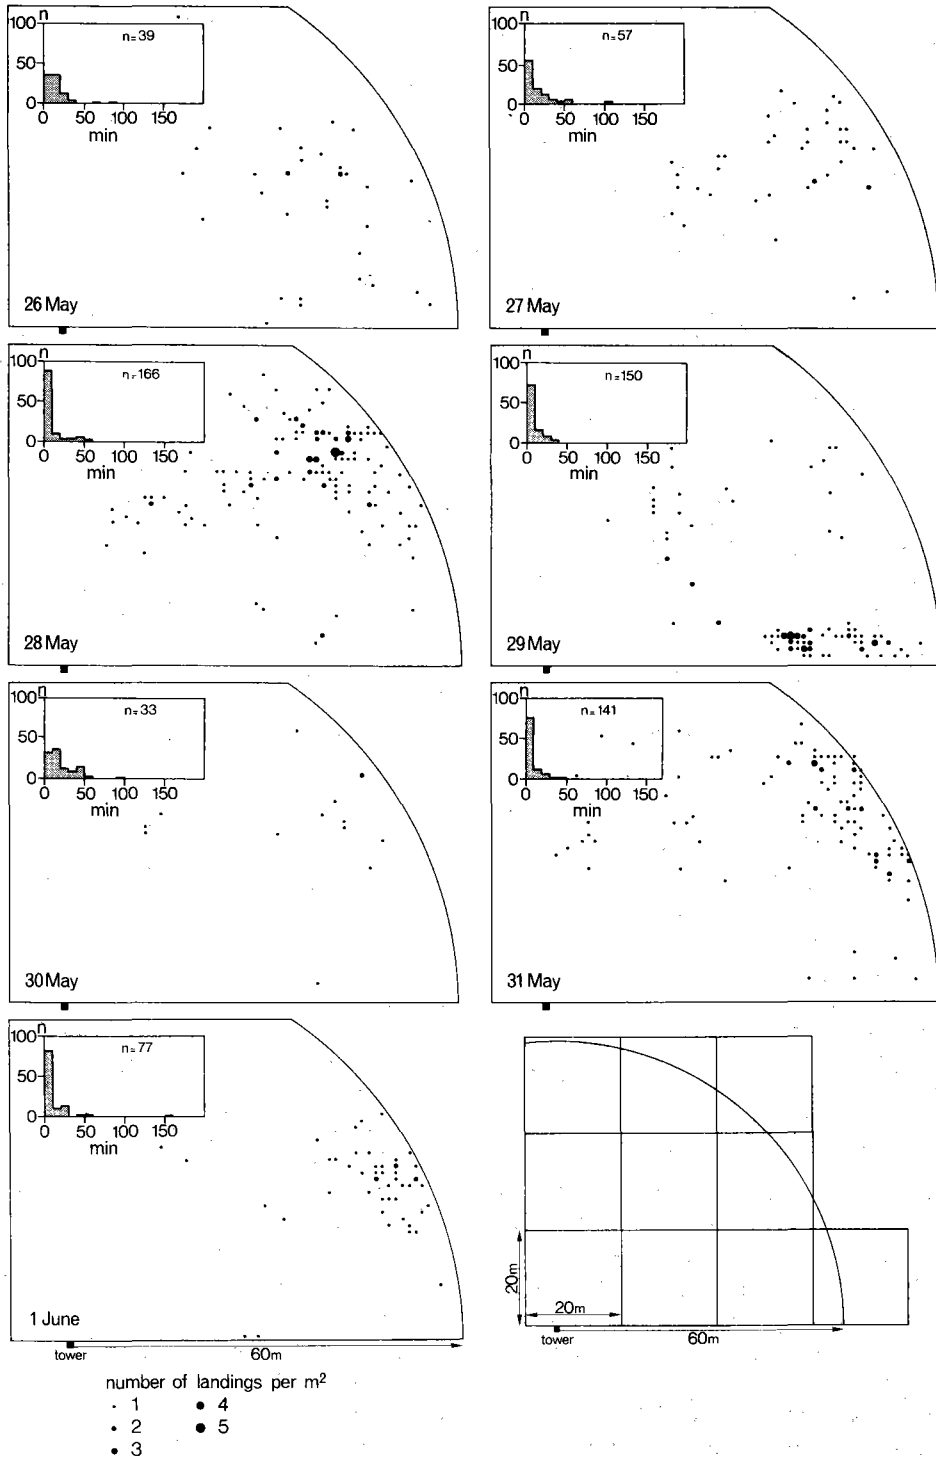 n
100
50
0
0 50 100 150
min
n=39
26 May
n
100
50
0
0 50 100 150
min
n=57
27 May
n
100
50
0
0 50 100 150
min
n=166
28 May
n
100
50
0
0 50 100 150
min
n=150
29 May
n
100
50
0
0 50 100 150
min
n=33
30 May
n
100
50
0
0 50 100 150
min
n=141
31 May
n
100
50
0
0 50 100 150
min
n=77
1 June
tower
60m
20m
20m
tower
60m
number of landings per m²
1
2
3
4
5